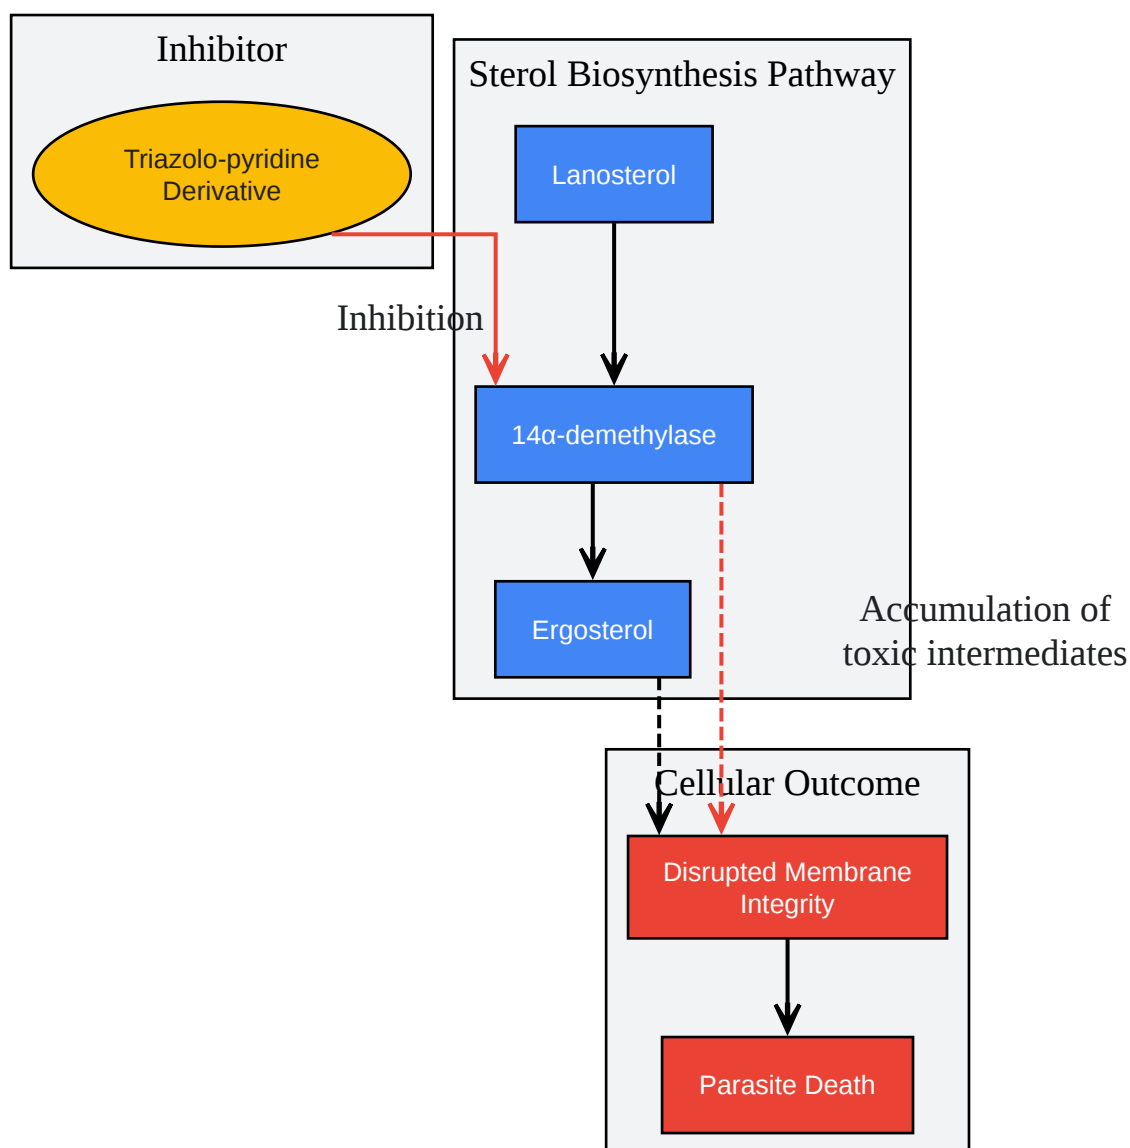 Inhibitor
Triazolo-pyridine
Derivative
Sterol Biosynthesis Pathway
Lanosterol
Inhibition
14α-demethylase
Ergosterol
Accumulation of
toxic intermediates
Cellular Outcome
Disrupted Membrane
Integrity
Parasite Death